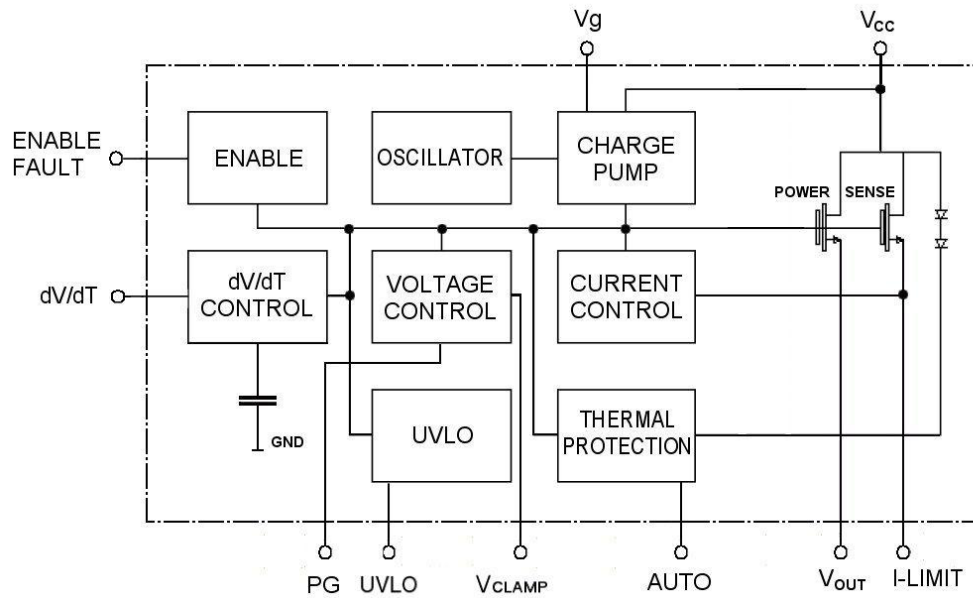 Vg
VCC
ENABLE
FAULT
ENABLE
OSCILLATOR
CHARGE
PUMP
POWER
SENSE
dV/dT
dV/dT
CONTROL
VOLTAGE
CONTROL
CURRENT
CONTROL
GND
UVLO
THERMAL
PROTECTION
PG
UVLO
VCLAMP
AUTO
VOUT
I-LIMIT